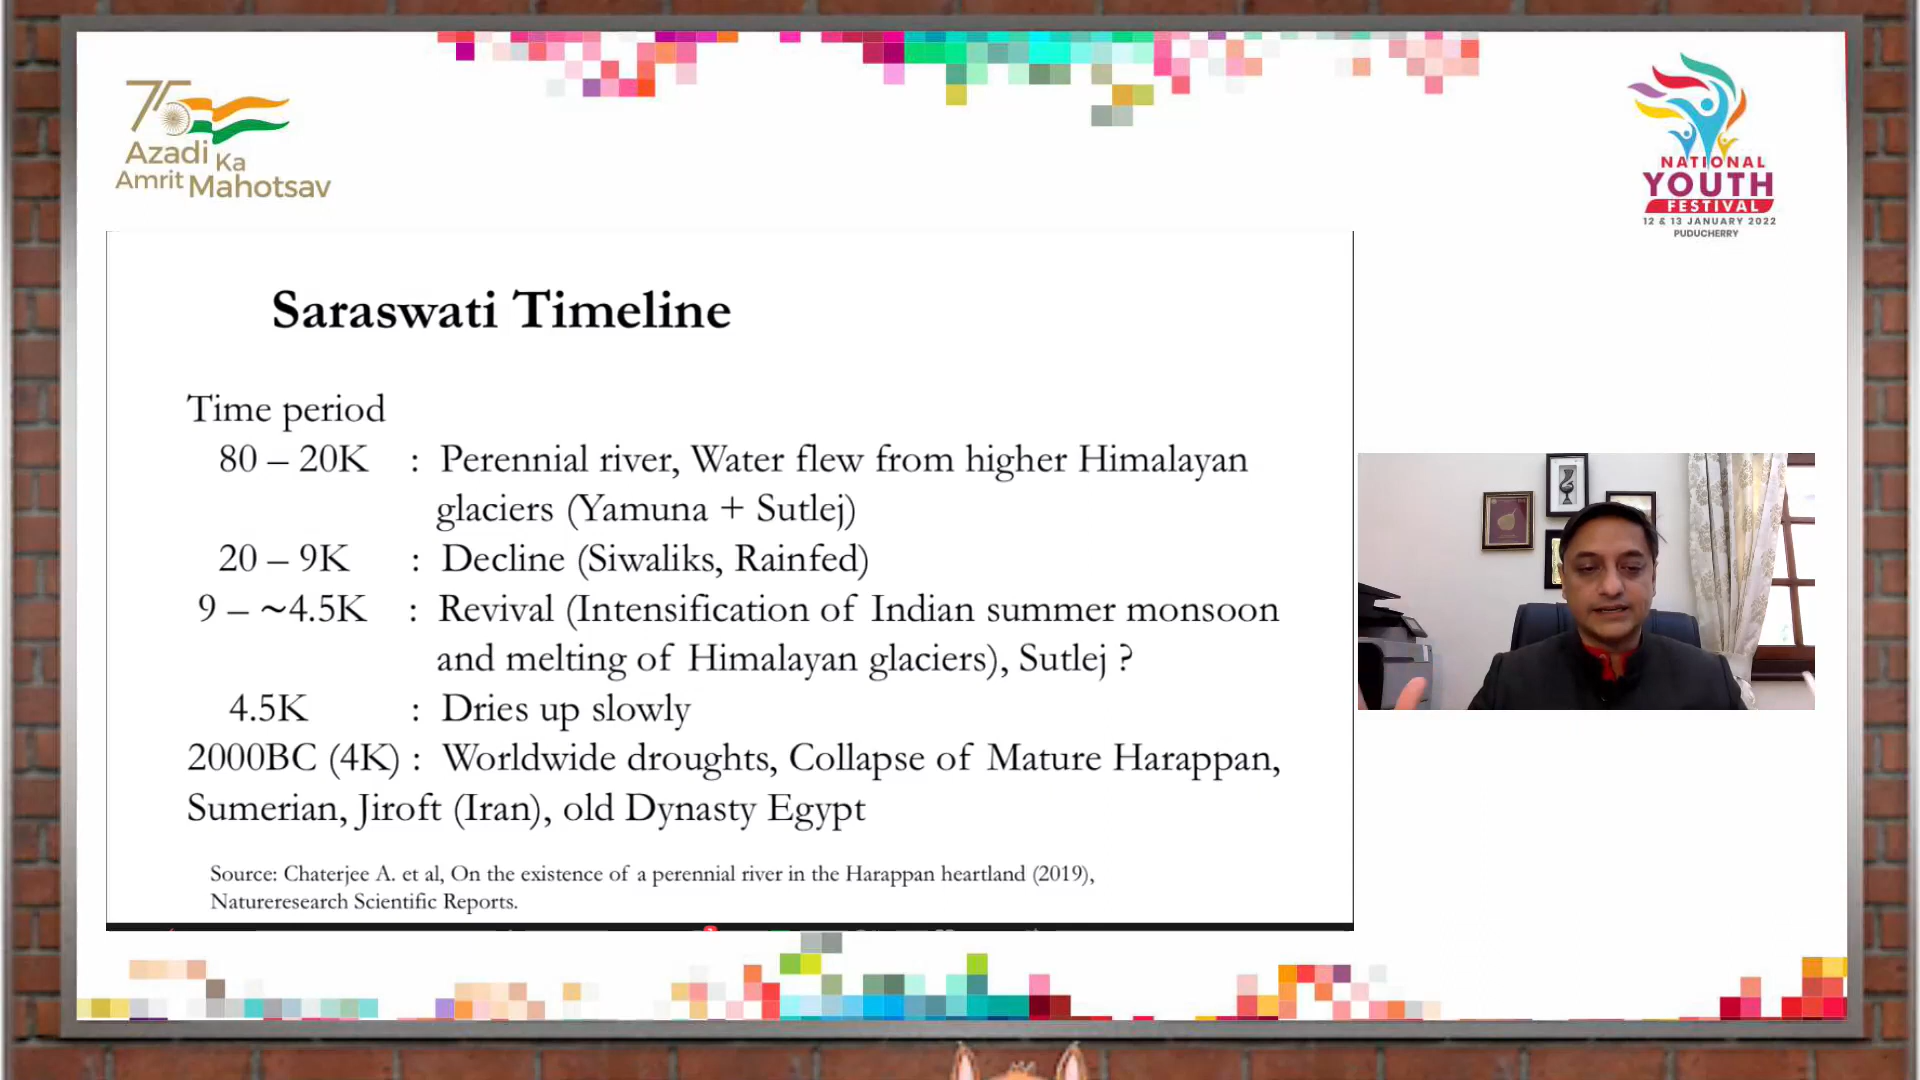 75
Azadi Ka
Amrit Mahotsav
NATIONAL
YOUTH
FESTIVAL
12 & 13 JANUARY 2022
PUDUCHERRY
Saraswati Timeline
Time period
80 – 20K : Perennial river, Water flew from higher Himalayan
glaciers (Yamuna + Sutlej)
20 – 9K : Decline (Siwaliks, Rainfed)
9 – ~4.5K : Revival (Intensification of Indian summer monsoon
and melting of Himalayan glaciers), Sutlej ?
4.5K : Dries up slowly
2000BC (4K) : Worldwide droughts, Collapse of Mature Harappan,
Sumerian, Jiroft (Iran), old Dynasty Egypt
Source: Chaterjee A. et al, On the existence of a perennial river in the Harappan heartland (2019),
Natureresearch Scientific Reports.